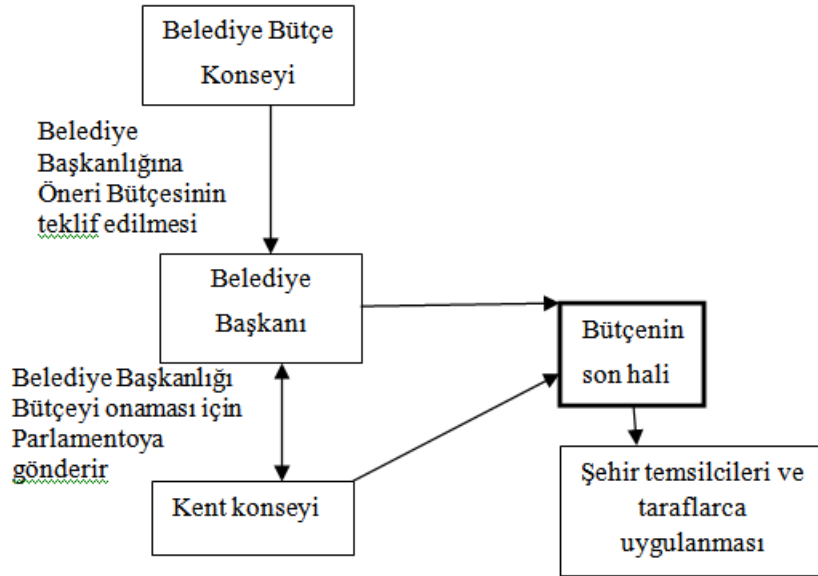 Belediye Bütçe
Konseyi
Belediye
Başkanlığına
Öneri Bütçesinin
teklif edilmesi
Belediye
Başkanı
Bütçenin
son hali
Belediye Başkanlığı
Bütçeyi onaması için
Parlamentoya
gönderir
Kent konseyi
Şehir temsilcileri ve
taraflarca
uygulanması